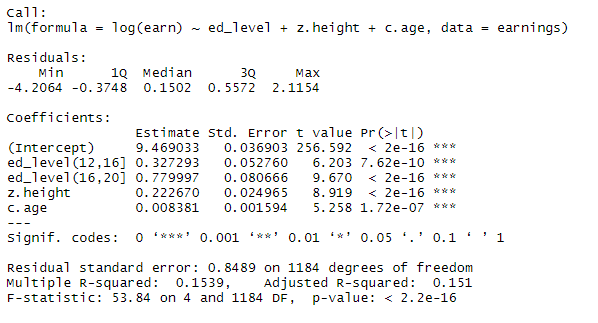 Call:
lm(formula = log(earn) ~ ed_level + z.height + c.age, data = earnings)
Residuals:
    Min      1Q  Median      3Q     Max
-4.2064 -0.3748  0.1502  0.5572  2.1154
Coefficients:
                Estimate Std. Error t value Pr(>|t|)
(Intercept)     9.469033   0.036903 256.592  < 2e-16 ***
ed_level(12,16] 0.327293   0.052760   6.203 7.62e-10 ***
ed_level(16,20] 0.779997   0.080666   9.670  < 2e-16 ***
z.height        0.222670   0.024965   8.919  < 2e-16 ***
c.age           0.008381   0.001594   5.258 1.72e-07 ***
---
Signif. codes:  0 ‘***’ 0.001 ‘**’ 0.01 ‘*’ 0.05 ‘.’ 0.1 ‘ ’ 1
Residual standard error: 0.8489 on 1184 degrees of freedom
Multiple R-squared:  0.1539,    Adjusted R-squared:  0.151
F-statistic: 53.84 on 4 and 1184 DF,  p-value: < 2.2e-16